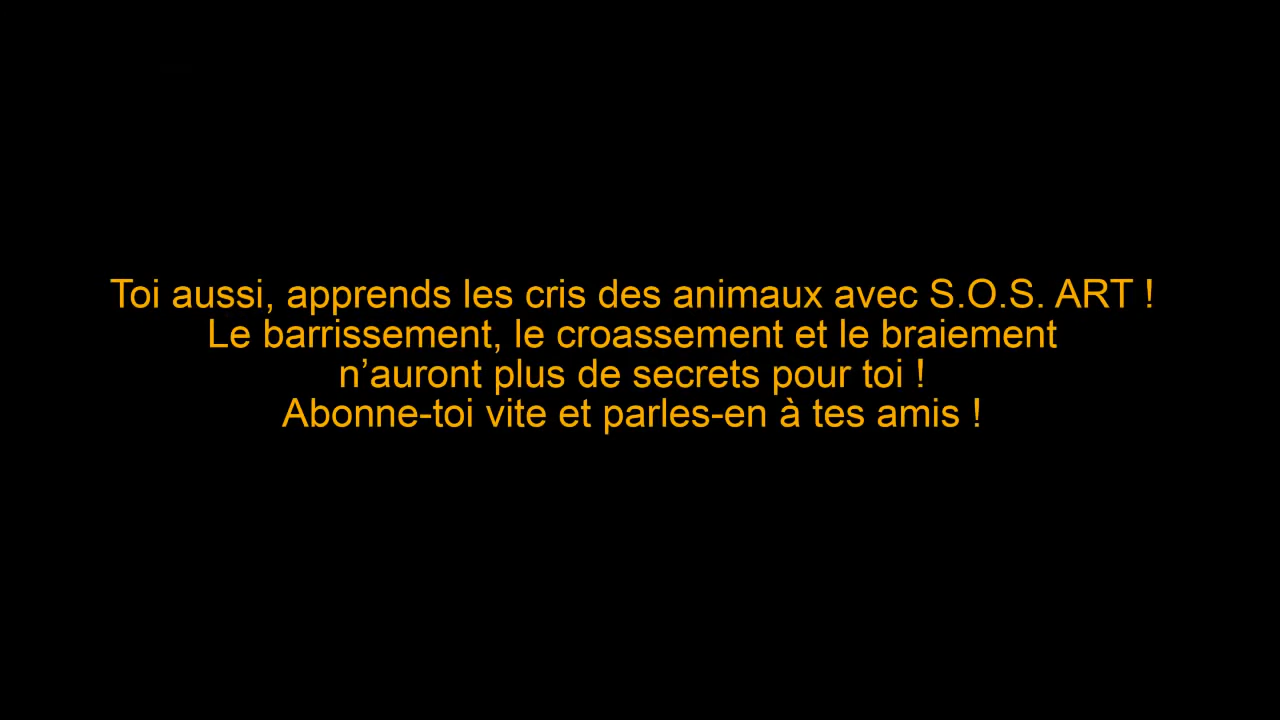 Toi aussi, apprends les cris des animaux avec S.O.S. ART !
Le barrissement, le croassement et le braiement
n’auront plus de secrets pour toi !
Abonne-toi vite et parles-en à tes amis !